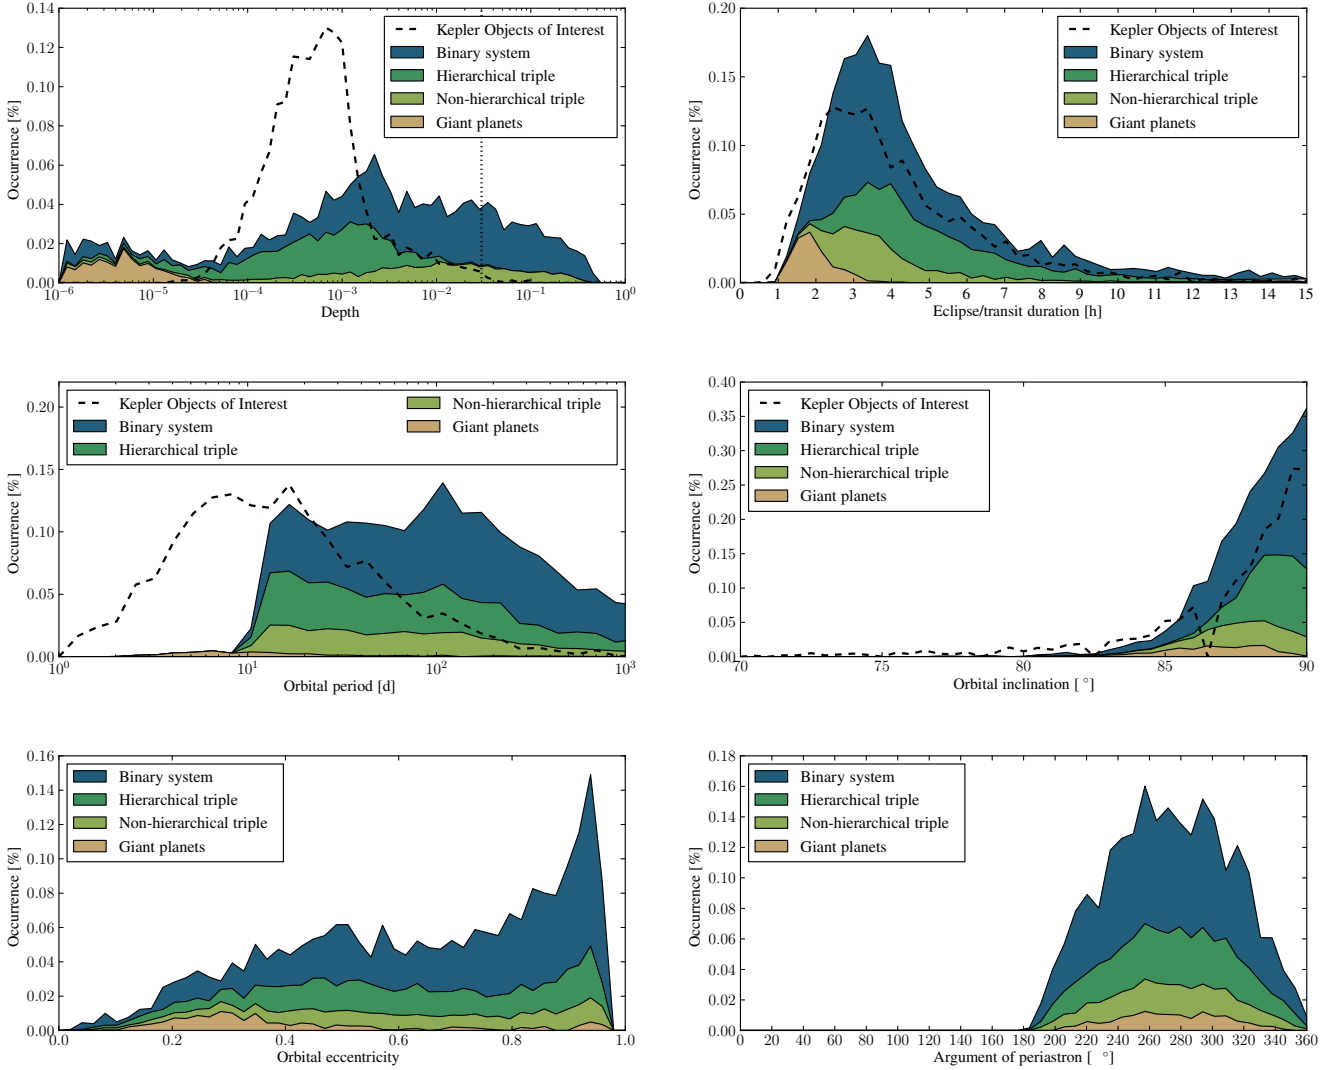 0.14
0.12
0.10
0.08
0.06
0.04
0.02
0.00
Occurrence [%]
10⁻⁶ 10⁻⁵ 10⁻⁴ 10⁻³ 10⁻² 10⁻¹ 10⁰
Depth
Kepler Objects of Interest
Binary system
Hierarchical triple
Non-hierarchical triple
Giant planets
0.20
0.15
0.10
0.05
0.00
Occurrence [%]
0 1 2 3 4 5 6 7 8 9 10 11 12 13 14 15
Eclipse/transit duration [h]
Kepler Objects of Interest
Binary system
Hierarchical triple
Non-hierarchical triple
Giant planets
0.20
0.15
0.10
0.05
0.00
Occurrence [%]
10⁰ 10¹ 10² 10³
Orbital period [d]
Kepler Objects of Interest
Binary system
Hierarchical triple
Non-hierarchical triple
Giant planets
0.40
0.35
0.30
0.25
0.20
0.15
0.10
0.05
0.00
Occurrence [%]
70 75 80 85 90
Orbital inclination [ °]
Kepler Objects of Interest
Binary system
Hierarchical triple
Non-hierarchical triple
Giant planets
0.16
0.14
0.12
0.10
0.08
0.06
0.04
0.02
0.00
Occurrence [%]
0.0 0.2 0.4 0.6 0.8 1.0
Orbital eccentricity
Binary system
Hierarchical triple
Non-hierarchical triple
Giant planets
0.18
0.16
0.14
0.12
0.10
0.08
0.06
0.04
0.02
0.00
Occurrence [%]
0 20 40 60 80 100 120 140 160 180 200 220 240 260 280 300 320 340 360
Argument of periastron [ °]
Binary system
Hierarchical triple
Non-hierarchical triple
Giant planets